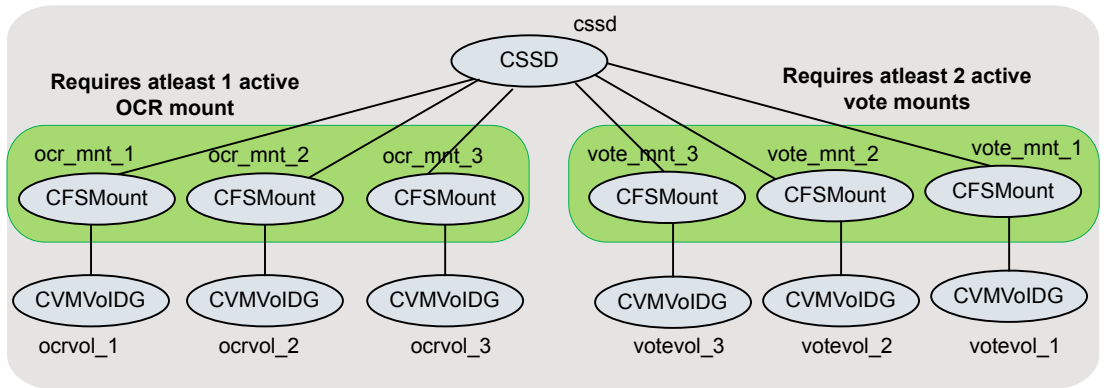 cssd
CSSD
Requires atleast 1 active
OCR mount
Requires atleast 2 active
vote mounts
ocr_mnt_1
ocr_mnt_2
ocr_mnt_3
vote_mnt_3
vote_mnt_2
vote_mnt_1
CFSMount
CFSMount
CFSMount
CFSMount
CFSMount
CFSMount
CVMVolDG
CVMVolDG
CVMVolDG
CVMVolDG
CVMVolDG
CVMVolDG
ocrvol_1
ocrvol_2
ocrvol_3
votevol_3
votevol_2
votevol_1